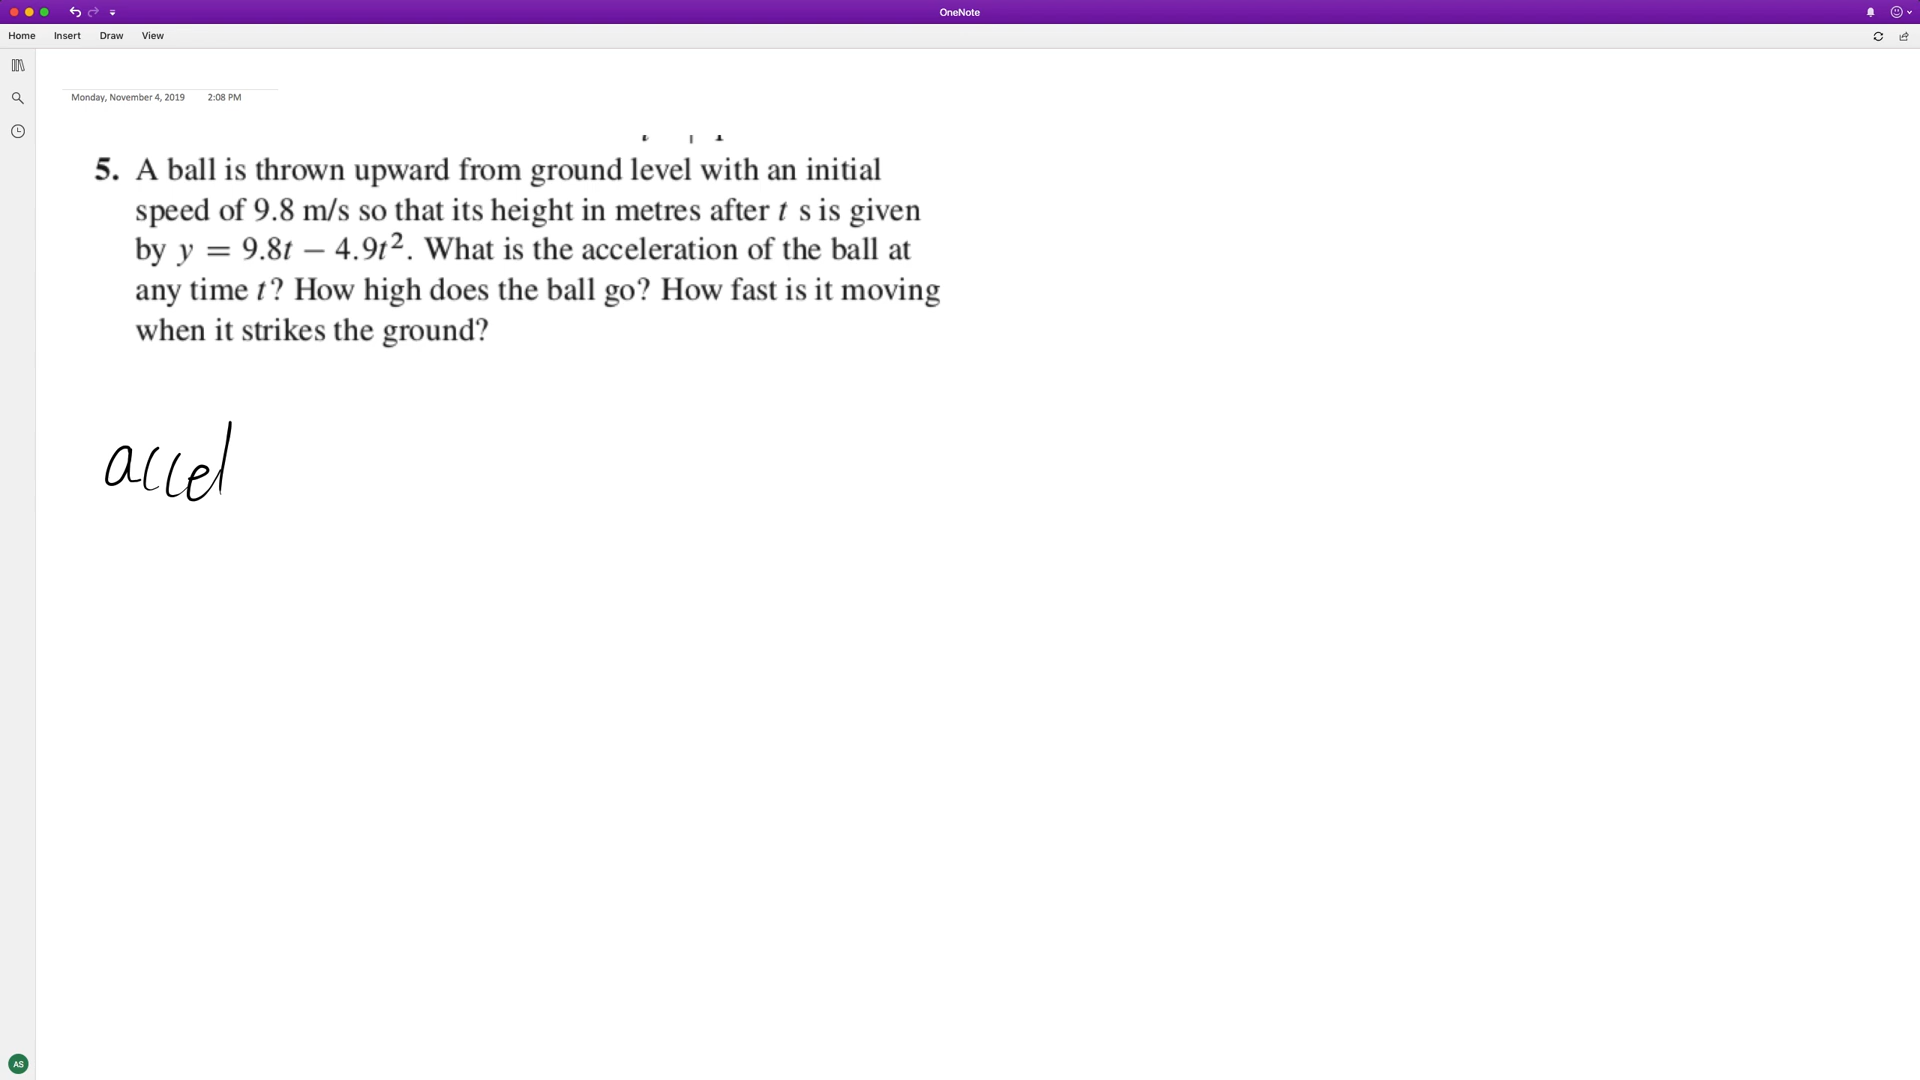 OneNote
Home Insert Draw View
Monday, November 4, 2019 2:08 PM
5. A ball is thrown upward from ground level with an initial
speed of 9.8 m/s so that its height in metres after t s is given
by y = 9.8t − 4.9t². What is the acceleration of the ball at
any time t? How high does the ball go? How fast is it moving
when it strikes the ground?
accel
AS